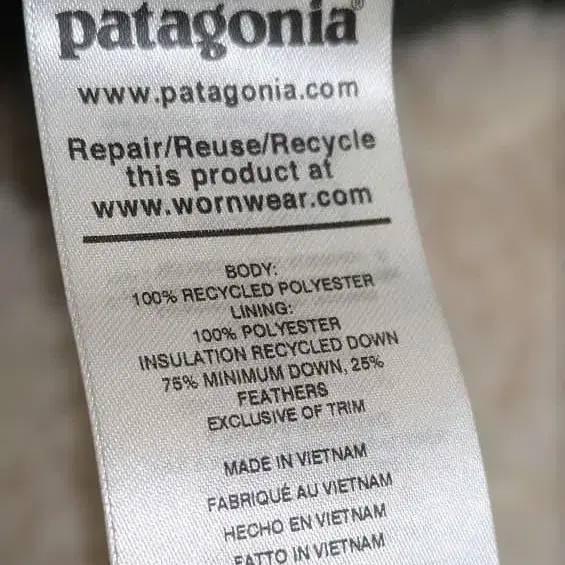 patagonia®
www.patagonia.com
Repair/Reuse/Recycle
this product at
www.wornwear.com
BODY:
100% RECYCLED POLYESTER
LINING:
100% POLYESTER
INSULATION RECYCLED DOWN
75% MINIMUM DOWN, 25%
FEATHERS
EXCLUSIVE OF TRIM
MADE IN VIETNAM
FABRIQUÉ AU VIETNAM
HECHO EN VIETNAM
FATTO IN VIETNAM